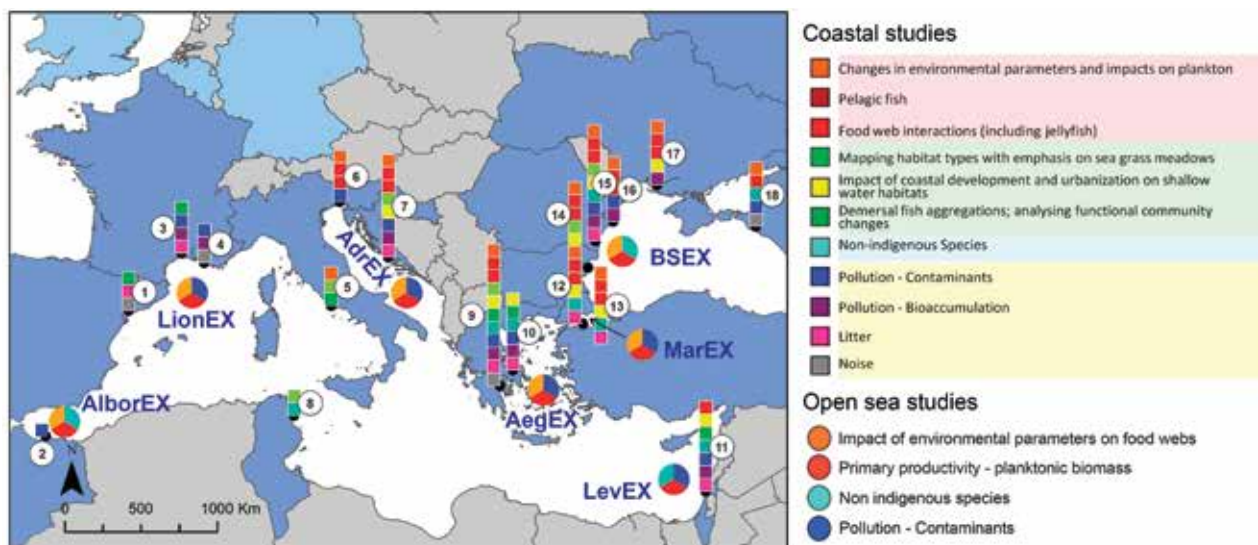 Coastal studies
Changes in environmental parameters and impacts on plankton
Pelagic fish
Food web interactions (including jellyfish)
Mapping habitat types with emphasis on sea grass meadows
Impact of coastal development and urbanization on shallow
water habitats
Demersal fish aggregations; analysing functional community
changes
Non-indigenous Species
Pollution - Contaminants
Pollution - Bioaccumulation
Litter
Noise
Open sea studies
Impact of environmental parameters on food webs
Primary productivity - planktonic biomass
Non indigenous species
Pollution - Contaminants
17
6
15
16
18
7
14
3
4
AdrEX
BSEX
1
5
12
13
LionEX
9
10
MarEX
AlborEX
8
AegEX
2
11
N
LevEX
0
500
1000 Km